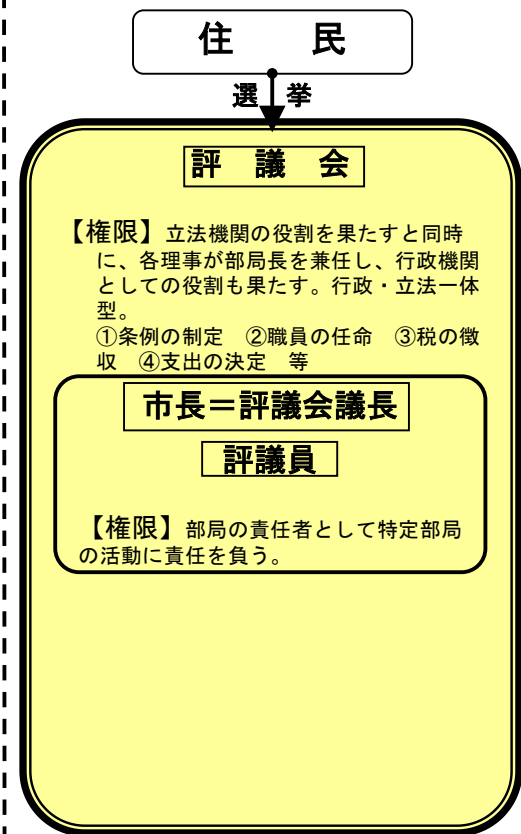 住　　民
選　挙
評　議　会
【権限】立法機関の役割を果たすと同時
に、各理事が部局長を兼任し、行政機関
としての役割も果たす。行政・立法一体
型。
①条例の制定　②職員の任命　③税の徴
収　④支出の決定　等
市長＝評議会議長
評議員
【権限】部局の責任者として特定部局
の活動に責任を負う。